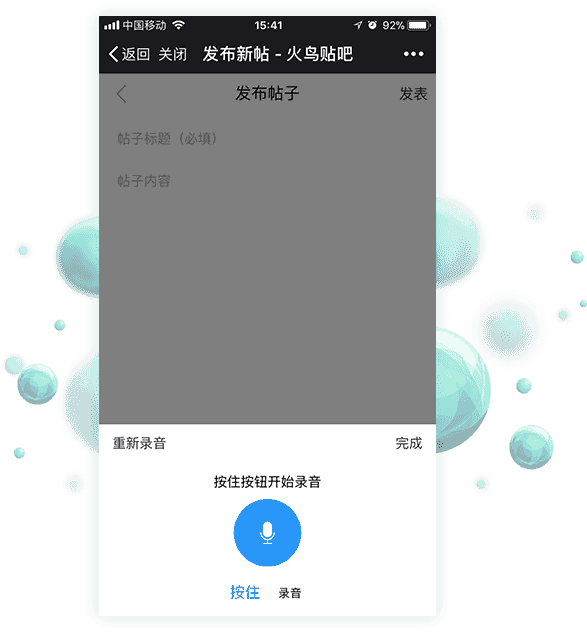 中国移动 15:41 92%
返回 关闭 发布新帖 - 火鸟贴吧
发布帖子 发表
帖子标题（必填）
帖子内容
重新录音 完成
按住按钮开始录音
按住 录音